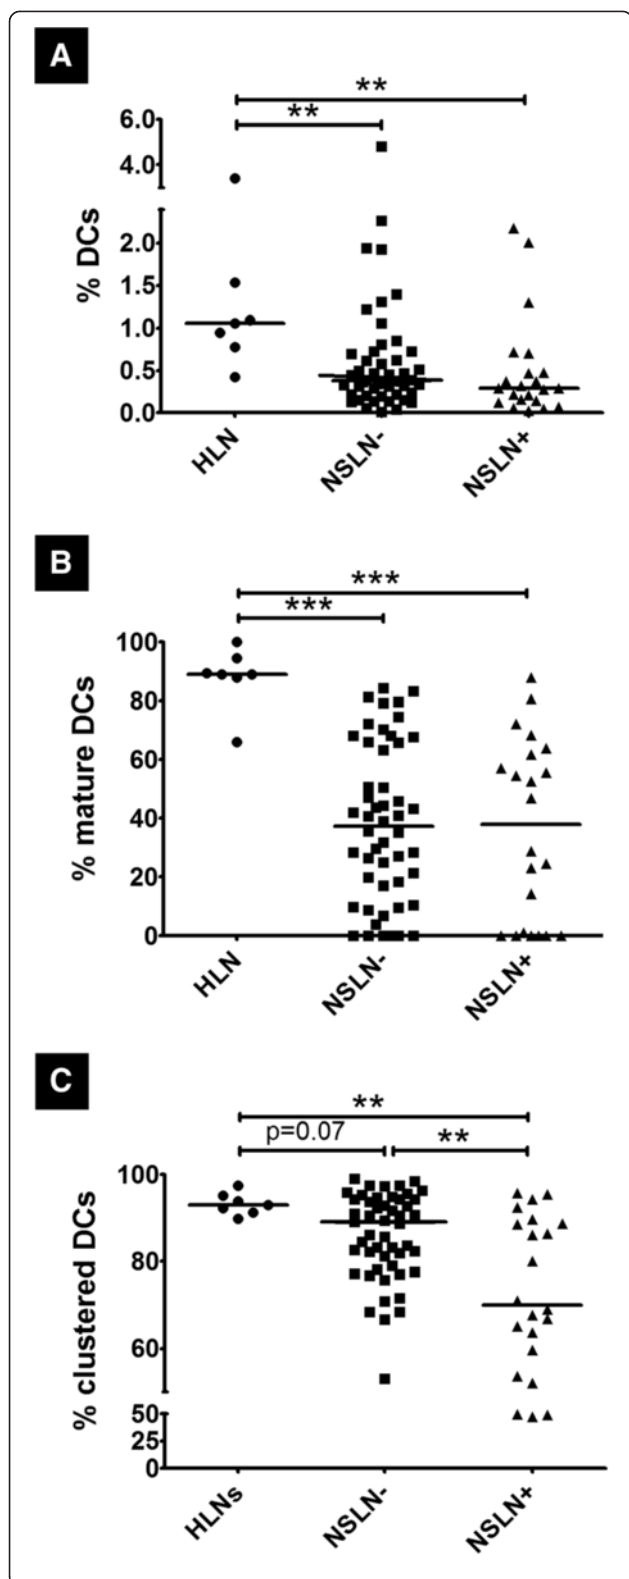 A
**
**
6.0
4.0
2.0
1.5
1.0
0.5
0.0
% DCs
HLN
NSLN-
NSLN+
B
***
***
100
80
60
40
20
0
% mature DCs
HLN
NSLN-
NSLN+
C
**
p=0.07
**
100
80
60
50
25
0
% clustered DCs
HLNs
NSLN-
NSLN+